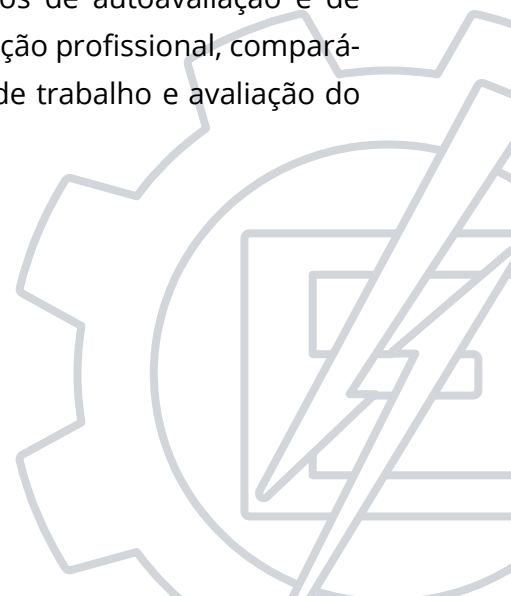 os de autoavaliação e de
ção profissional, compará-
de trabalho e avaliação do